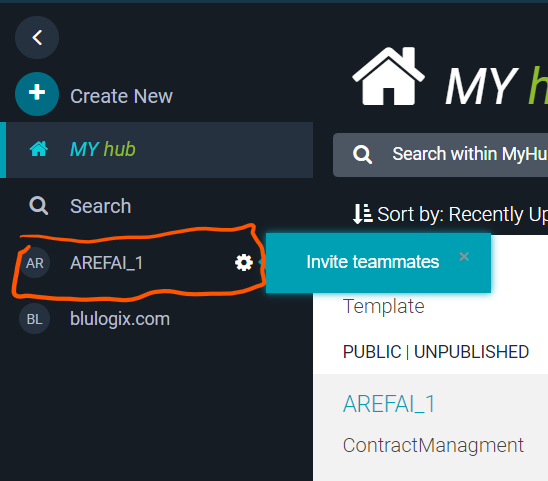 Create New
MY hub
Search
AR AREFAI_1
BL blulogix.com
MY h
Search within MyHu
Sort by: Recently Up
Invite teammates ×
Template
PUBLIC | UNPUBLISHED
AREFAI_1
ContractManagment